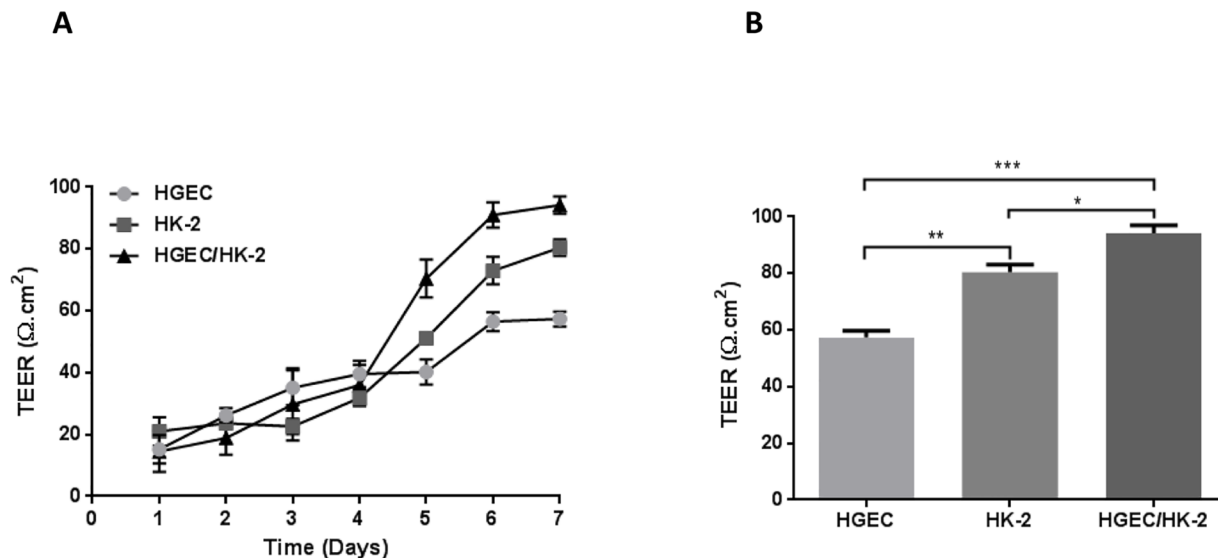 A
B
HGEC
HK-2
HGEC/HK-2
100
80
60
40
20
0
TEER (Ω.cm²)
0 1 2 3 4 5 6 7
Time (Days)
***
**
*
100
80
60
40
20
0
TEER (Ω.cm²)
HGEC HK-2 HGEC/HK-2